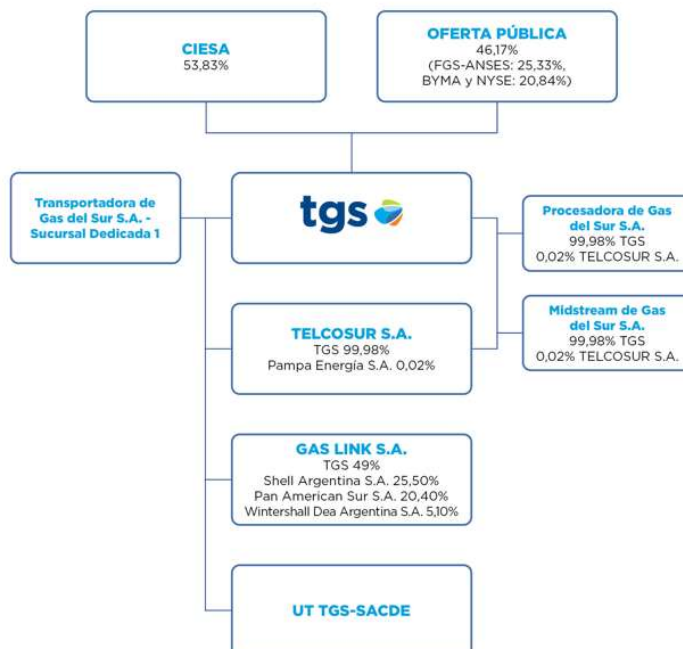 CIESA
53,83%
OFERTA PÚBLICA
46,17%
(FGS-ANSES: 25,33%,
BYMA y NYSE: 20,84%)
Transportadora de
Gas del Sur S.A. -
Sucursal Dedicada 1
tgs
Procesadora de Gas
del Sur S.A.
99,98% TGS
0,02% TELCOSUR S.A.
TELCOSUR S.A.
TGS 99,98%
Pampa Energía S.A. 0,02%
Midstream de Gas
del Sur S.A.
99,98% TGS
0,02% TELCOSUR S.A.
GAS LINK S.A.
TGS 49%
Shell Argentina S.A. 25,50%
Pan American Sur S.A. 20,40%
Wintershall Dea Argentina S.A. 5,10%
UT TGS-SACDE